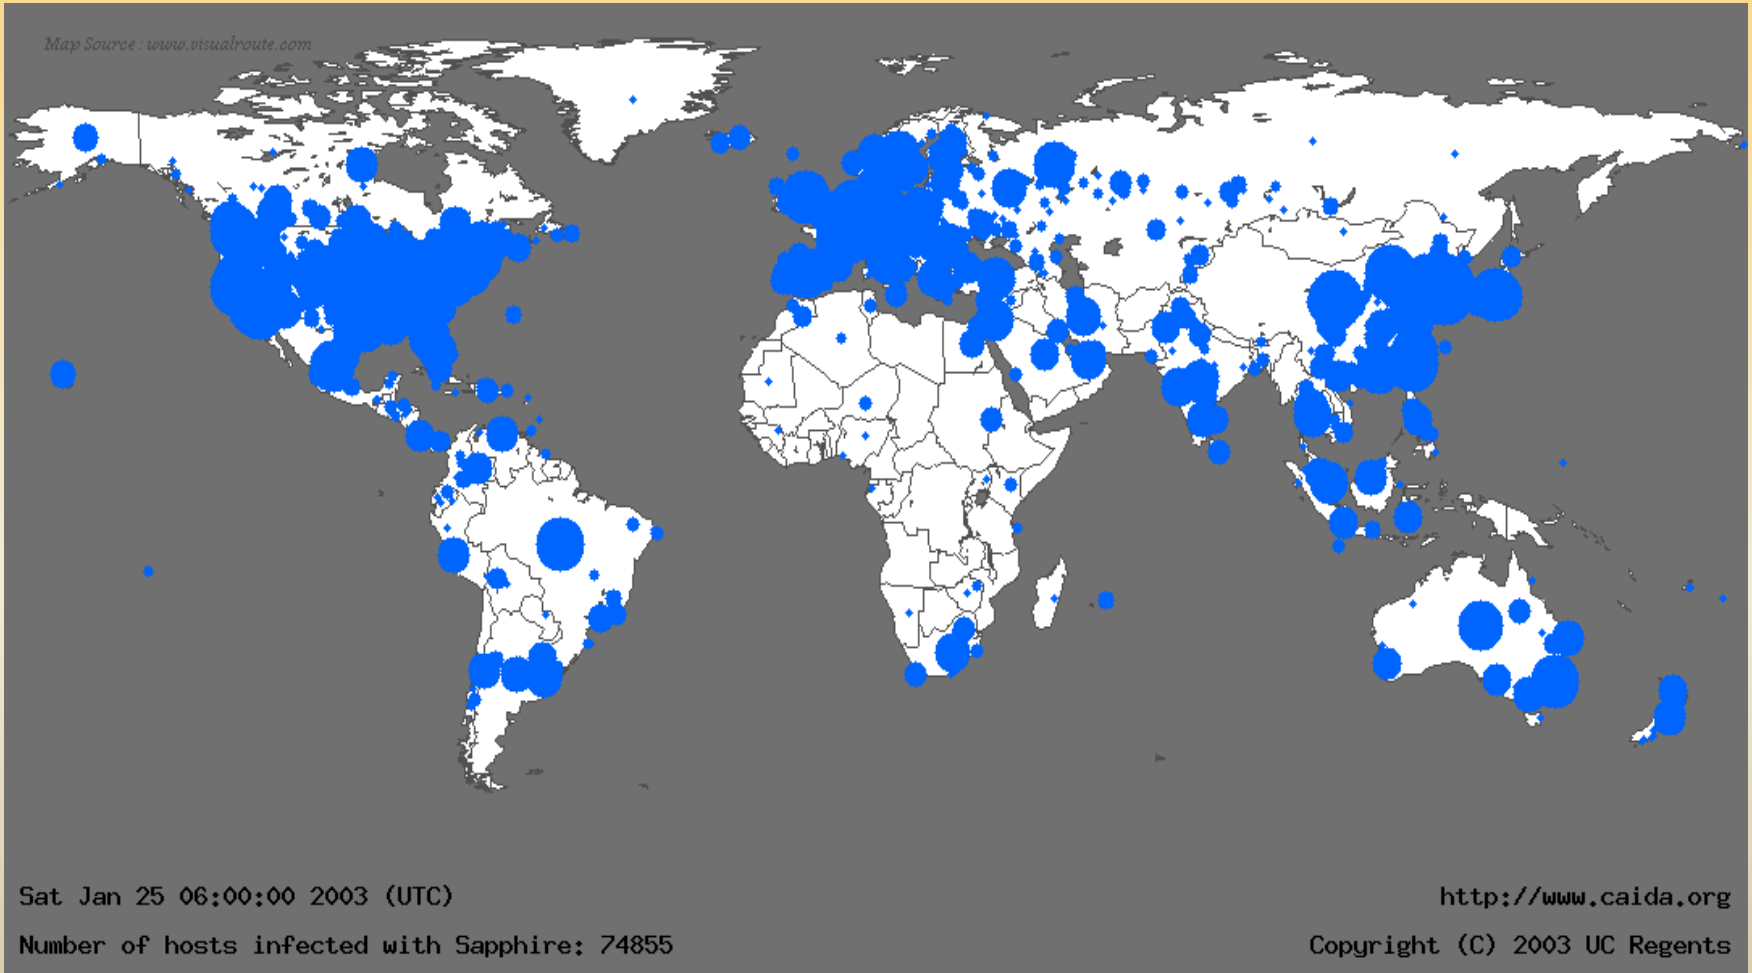 Map Source : www.visualroute.com
Sat Jan 25 06:00:00 2003 (UTC)
http://www.caida.org
Number of hosts infected with Sapphire: 74855
Copyright (C) 2003 UC Regents